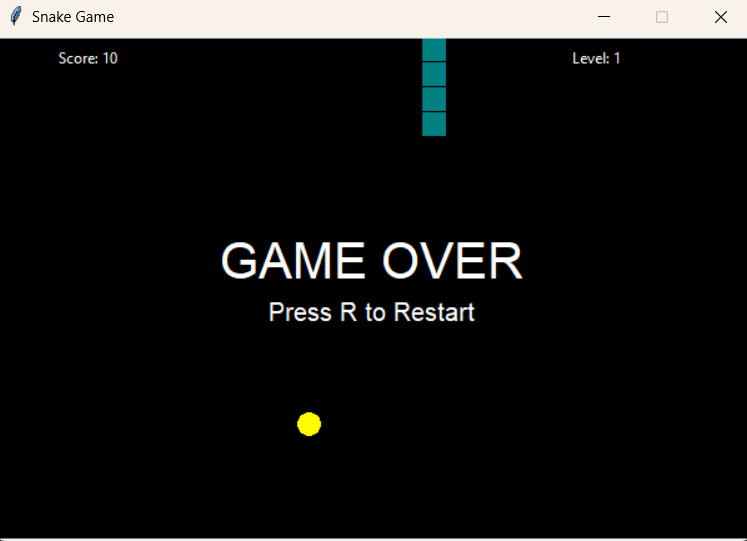 Snake Game
Score: 10
Level: 1
GAME OVER
Press R to Restart